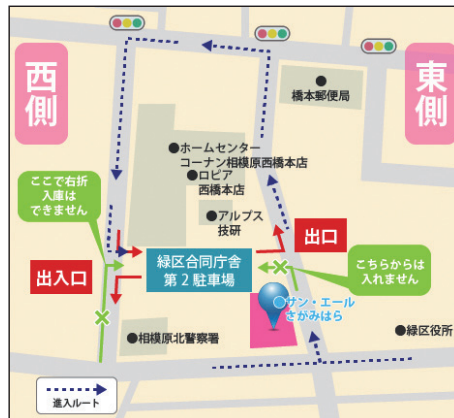 西側
東側
橋本郵便局
ホームセンター
コーナン相模原西橋本店
ロピア
西橋本店
アルプス
技研
ここで右折
入庫は
できません
出口
出入口
緑区合同庁舎
第2駐車場
こちらからは
入れません
サン・エール
さがみはら
緑区役所
相模原北警察署
進入ルート